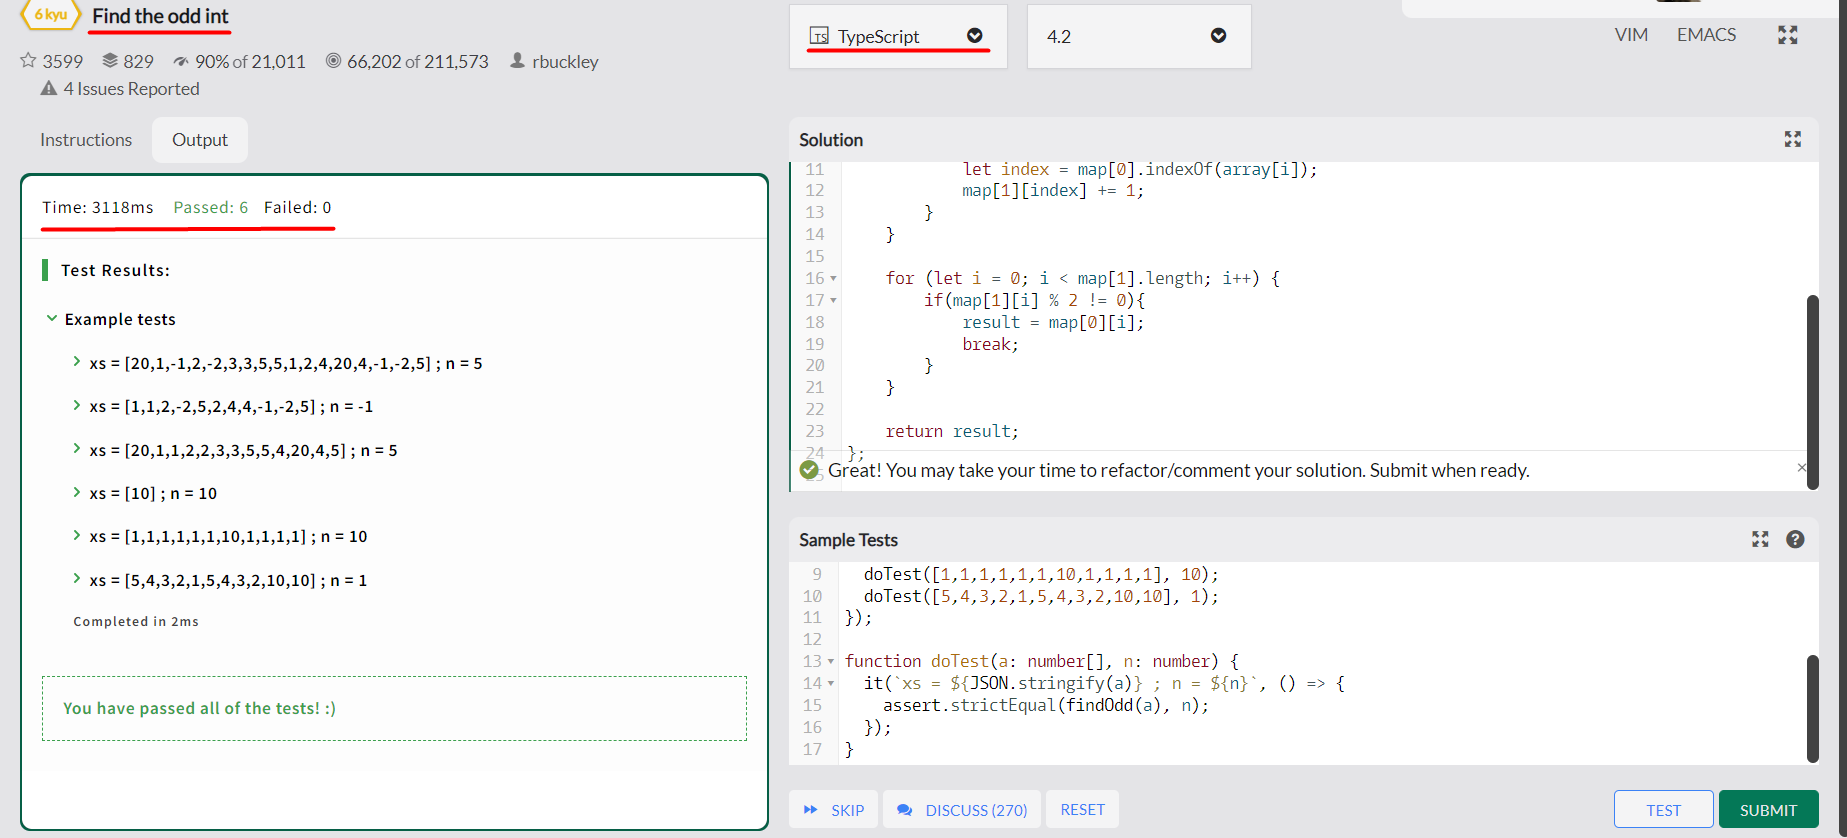 6 kyu
Find the odd int
3599 829 90% of 21,011 66,202 of 211,573 rbuckley
4 Issues Reported
Instructions
Output
Time: 3118ms Passed: 6 Failed: 0
Test Results:
Example tests
xs = [20,1,-1,2,-2,3,3,5,5,1,2,4,20,4,-1,-2,5] ; n = 5
xs = [1,1,2,-2,5,2,4,4,-1,-2,5] ; n = -1
xs = [20,1,1,2,2,3,3,5,5,4,20,4,5] ; n = 5
xs = [10] ; n = 10
xs = [1,1,1,1,1,1,10,1,1,1,1] ; n = 10
xs = [5,4,3,2,1,5,4,3,2,10,10] ; n = 1
Completed in 2ms
You have passed all of the tests! :)
TS TypeScript
4.2
VIM
EMACS
Solution
11 let index = map[0].indexOf(array[i]);
12 map[1][index] += 1;
13 }
14 }
15
16 for (let i = 0; i < map[1].length; i++) {
17 if(map[1][i] % 2 != 0){
18 result = map[0][i];
19 break;
20 }
21 }
22
23 return result;
24 };
25
Great! You may take your time to refactor/comment your solution. Submit when ready.
×
Sample Tests
?
9 doTest([1,1,1,1,1,1,10,1,1,1,1], 10);
10 doTest([5,4,3,2,1,5,4,3,2,10,10], 1);
11 });
12
13 function doTest(a: number[], n: number) {
14 it(`xs = ${JSON.stringify(a)} ; n = ${n}`, () => {
15 assert.strictEqual(findOdd(a), n);
16 });
17 }
SKIP
DISCUSS (270)
RESET
TEST
SUBMIT